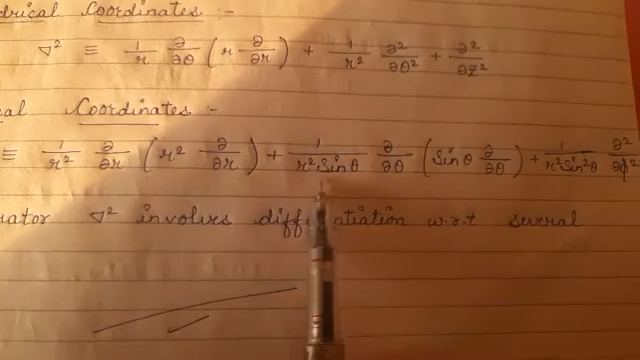 drical Coordinates :-
∇² ≡ 1/r ∂/∂θ (r ∂/∂r) + 1/r² ∂²/∂θ² + ∂²/∂z²
cal Coordinates :-
≡ 1/r² ∂/∂r (r² ∂/∂r) + 1/r² sinθ ∂/∂θ (sinθ ∂/∂θ) + 1/r² sin²θ ∂²/∂ϕ²
rator ∇² involves differentiation w.r.t several